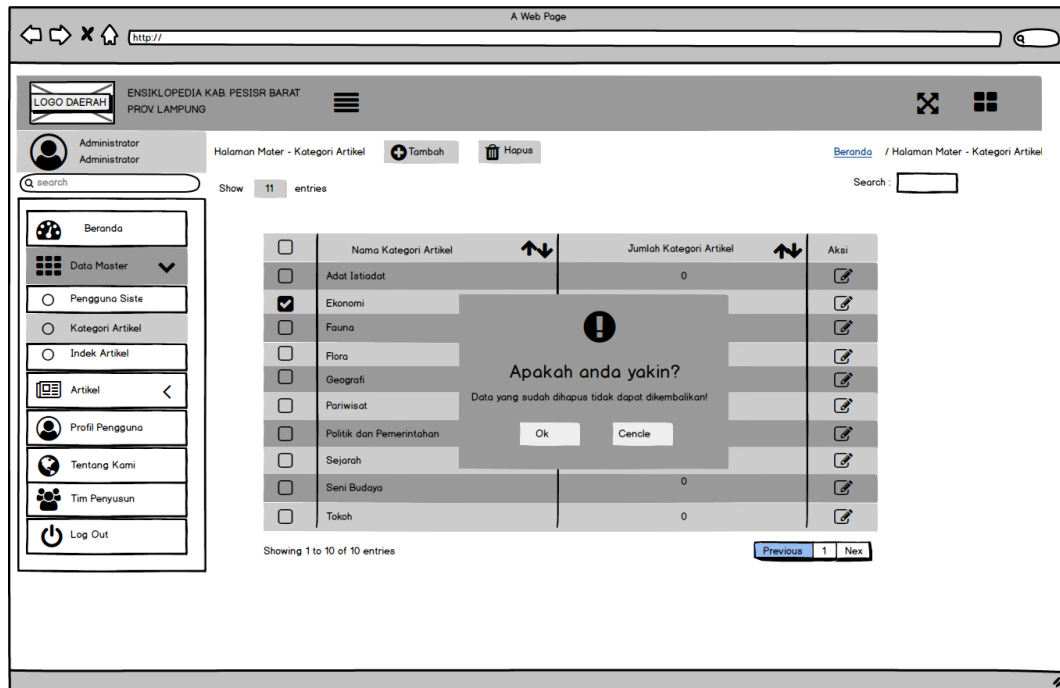 A Web Page
http://
LOGO DAERAH
ENSIKLOPEDIA KAB. PESISR BARAT
PROV. LAMPUNG
Administrator
Administrator
search
Halaman Mater - Kategori Artikel
Tambah
Hapus
Beranda / Halaman Mater - Kategori Artikel
Show 11 entries
Search :
Beranda
Data Master
Pengguna Siste
Kategori Artikel
Indek Artikel
Artikel
Profil Pengguna
Tentang Kami
Tim Penyusun
Log Out
Nama Kategori Artikel Jumlah Kategori Artikel Aksi
Adat Istiadat 0
Ekonomi
Fauna
Flora
Geografi
Pariwisat
Politik dan Pemerintahan
Sejarah
Seni Budaya 0
Tokoh 0
Apakah anda yakin?
Data yang sudah dihapus tidak dapat dikembalikan!
Ok Cencle
Showing 1 to 10 of 10 entries
Previous 1 Nex